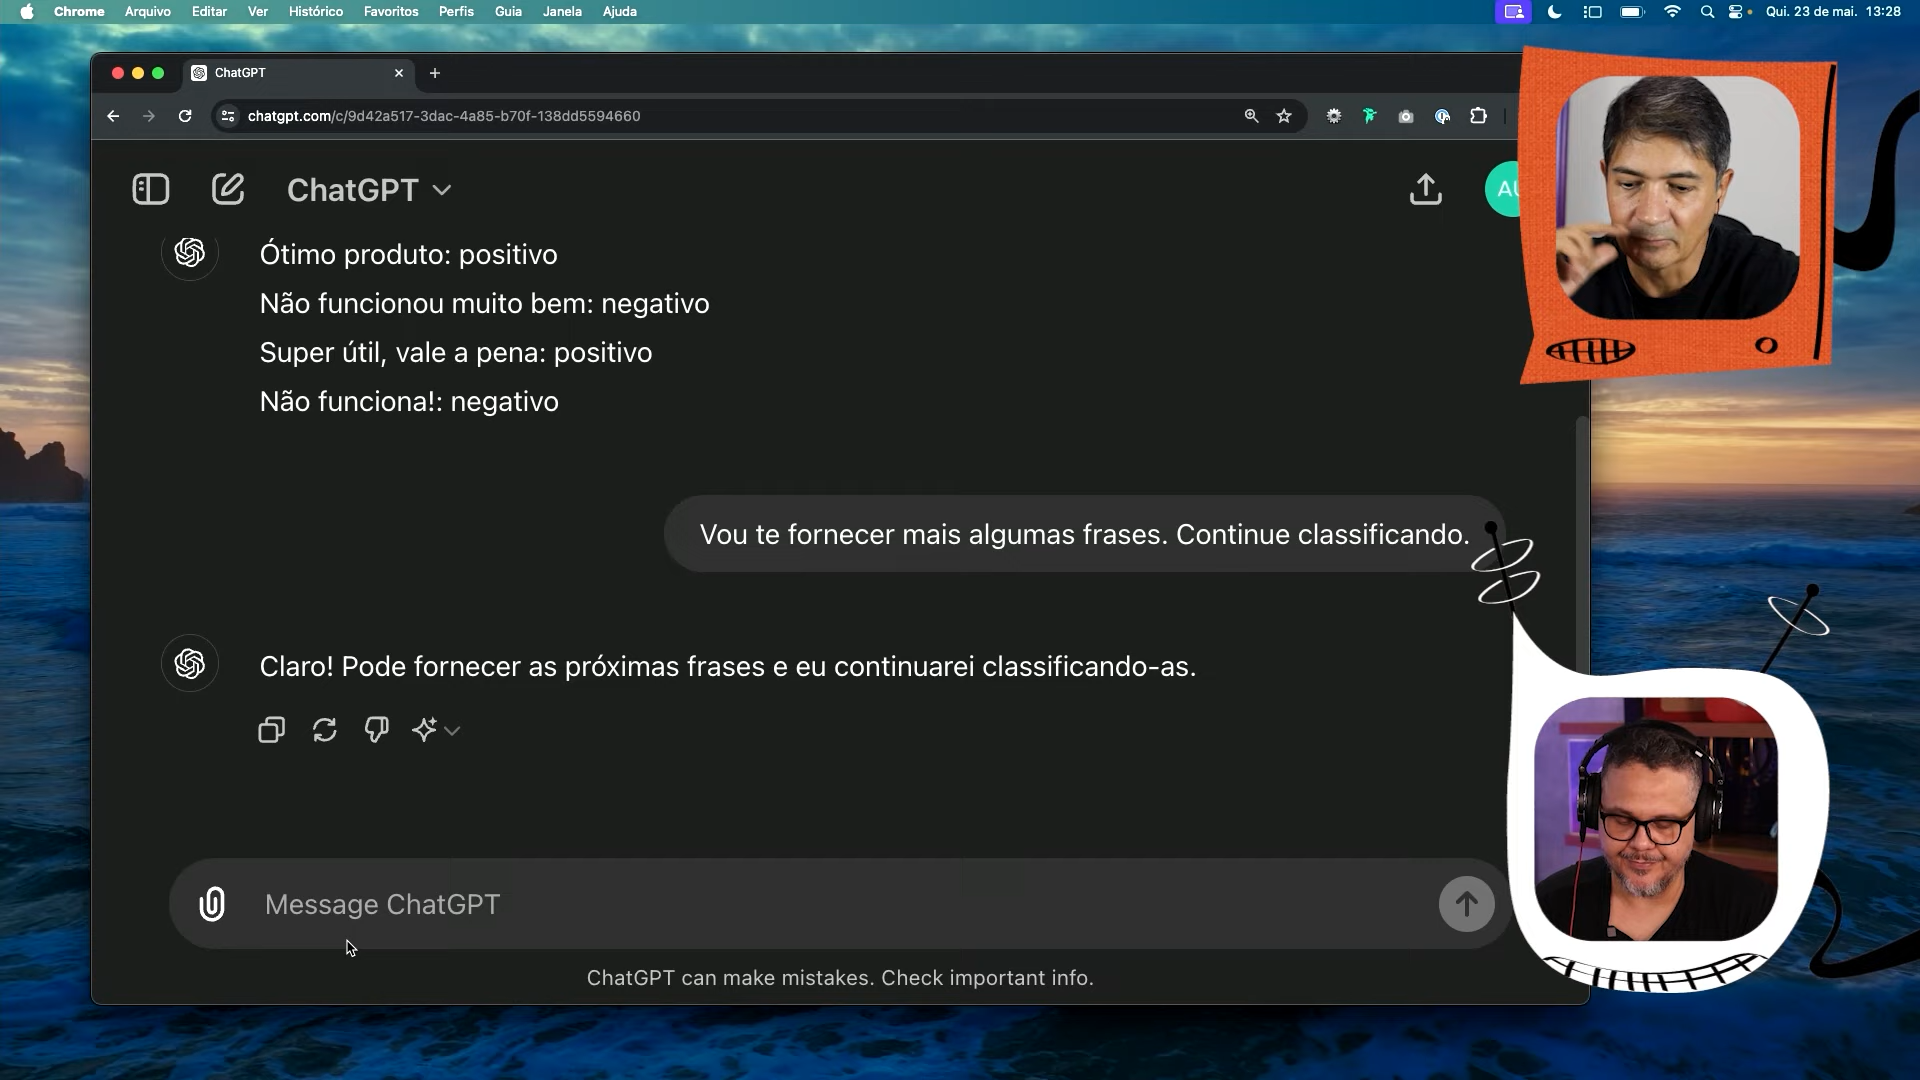 Chrome Arquivo Editar Ver Histórico Favoritos Perfis Guia Janela Ajuda
Qui. 23 de mai. 13:28
ChatGPT
chatgpt.com/c/9d42a517-3dac-4a85-b70f-138dd5594660
ChatGPT
AU
Ótimo produto: positivo
Não funcionou muito bem: negativo
Super útil, vale a pena: positivo
Não funciona!: negativo
Vou te fornecer mais algumas frases. Continue classificando.
Claro! Pode fornecer as próximas frases e eu continuarei classificando-as.
Message ChatGPT
ChatGPT can make mistakes. Check important info.